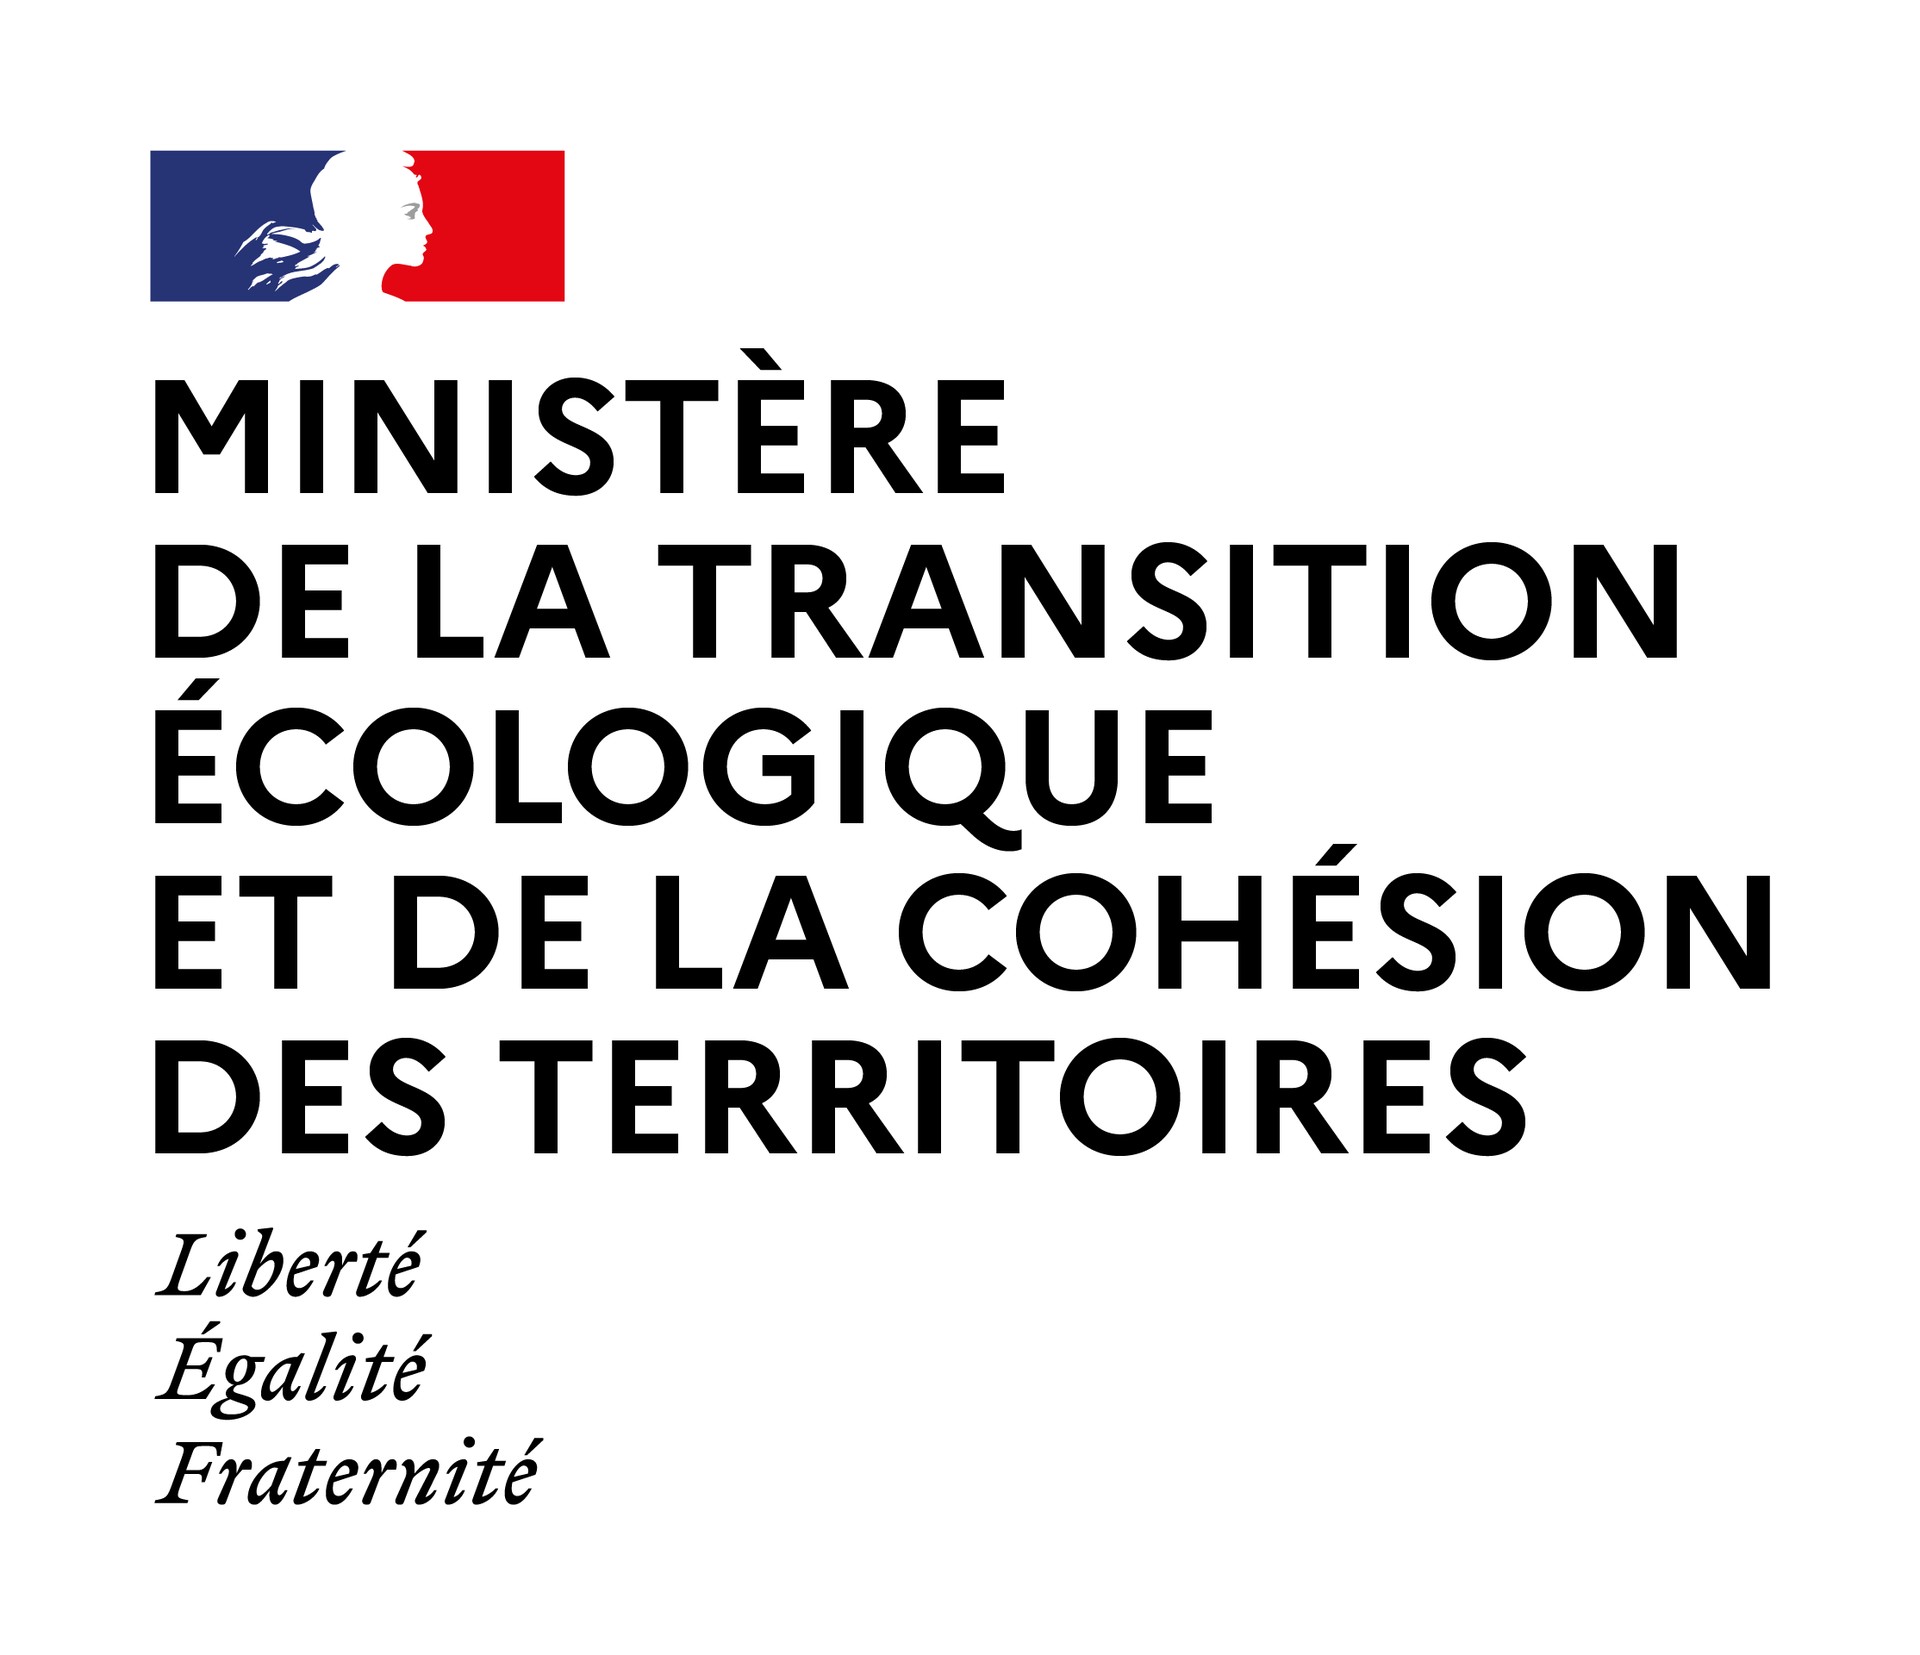 MINISTÈRE
DE LA TRANSITION
ÉCOLOGIQUE
ET DE LA COHÉSION
DES TERRITOIRES
Liberté
Égalité
Fraternité